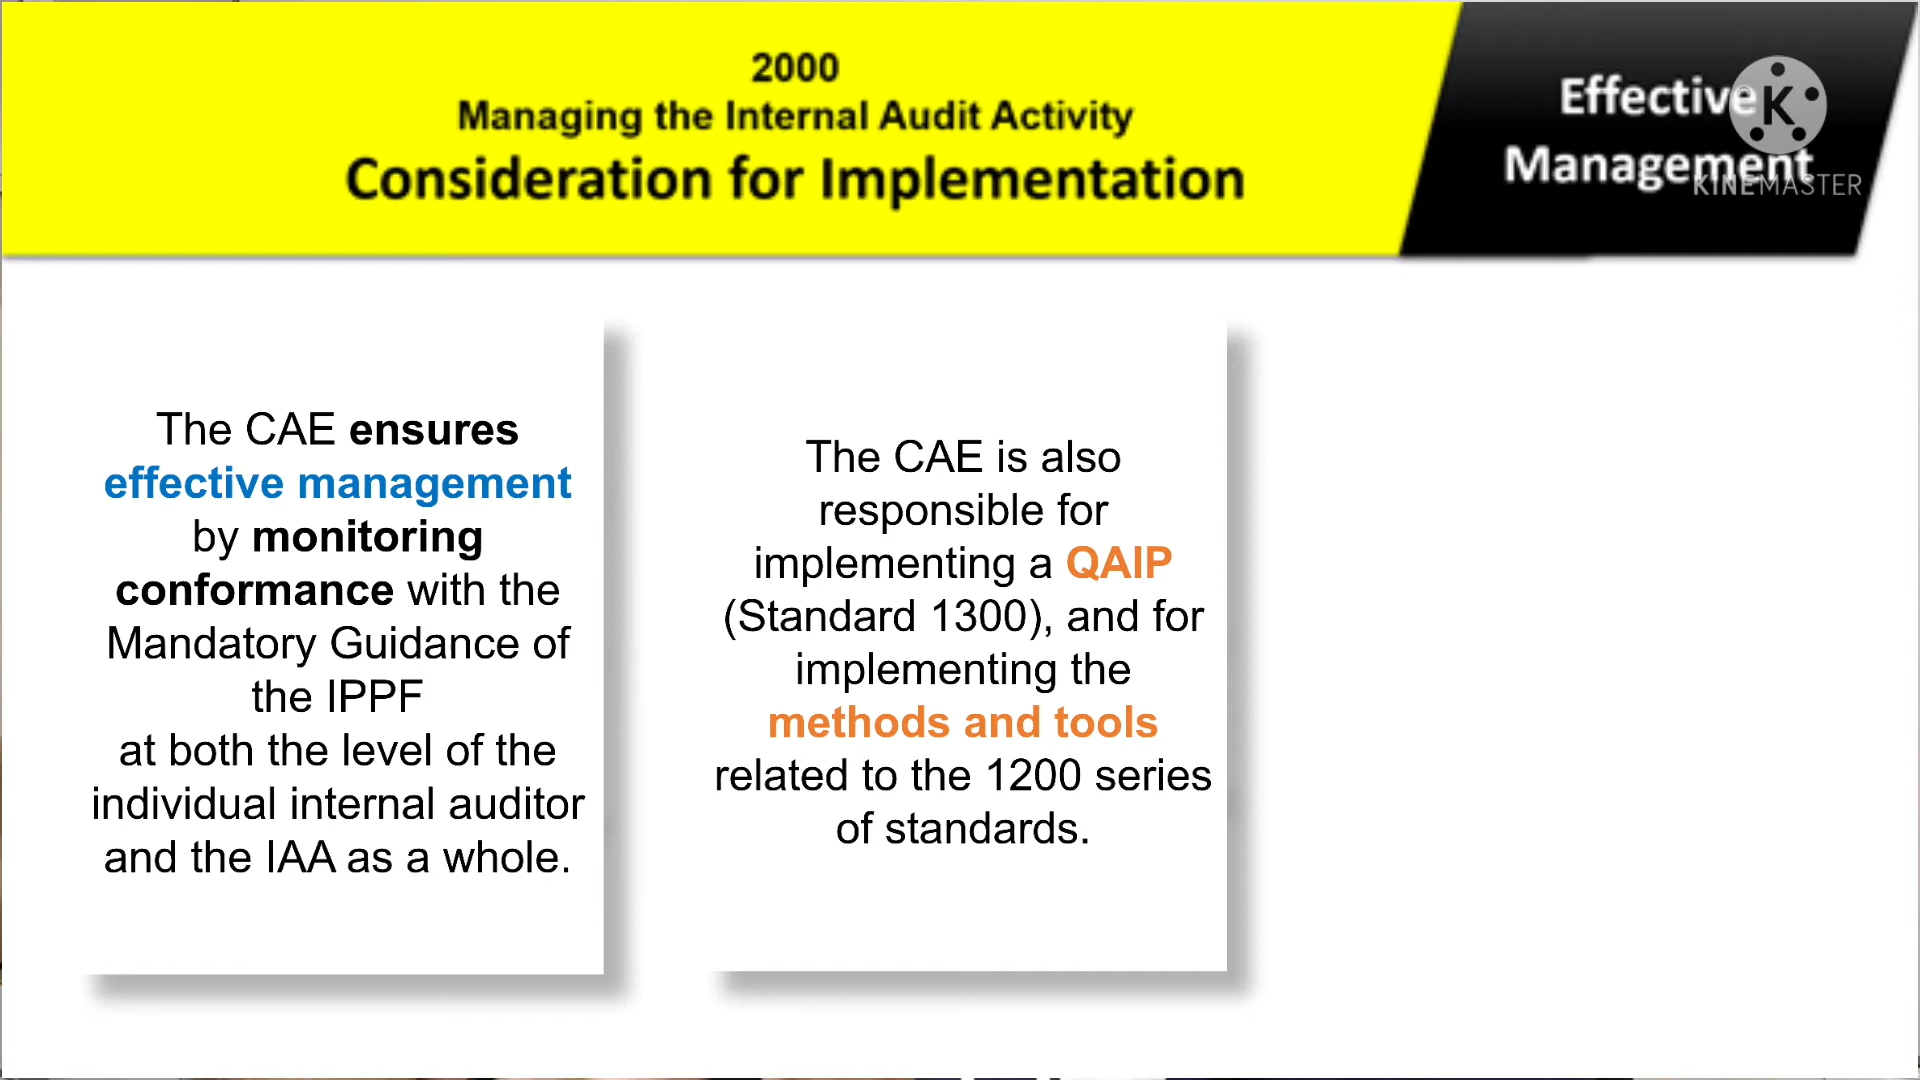 2000
Managing the Internal Audit Activity
Consideration for Implementation
Effective
Management
K
KINEMASTER
The CAE ensures
effective management
by monitoring
conformance with the
Mandatory Guidance of
the IPPF
at both the level of the
individual internal auditor
and the IAA as a whole.
The CAE is also
responsible for
implementing a QAIP
(Standard 1300), and for
implementing the
methods and tools
related to the 1200 series
of standards.